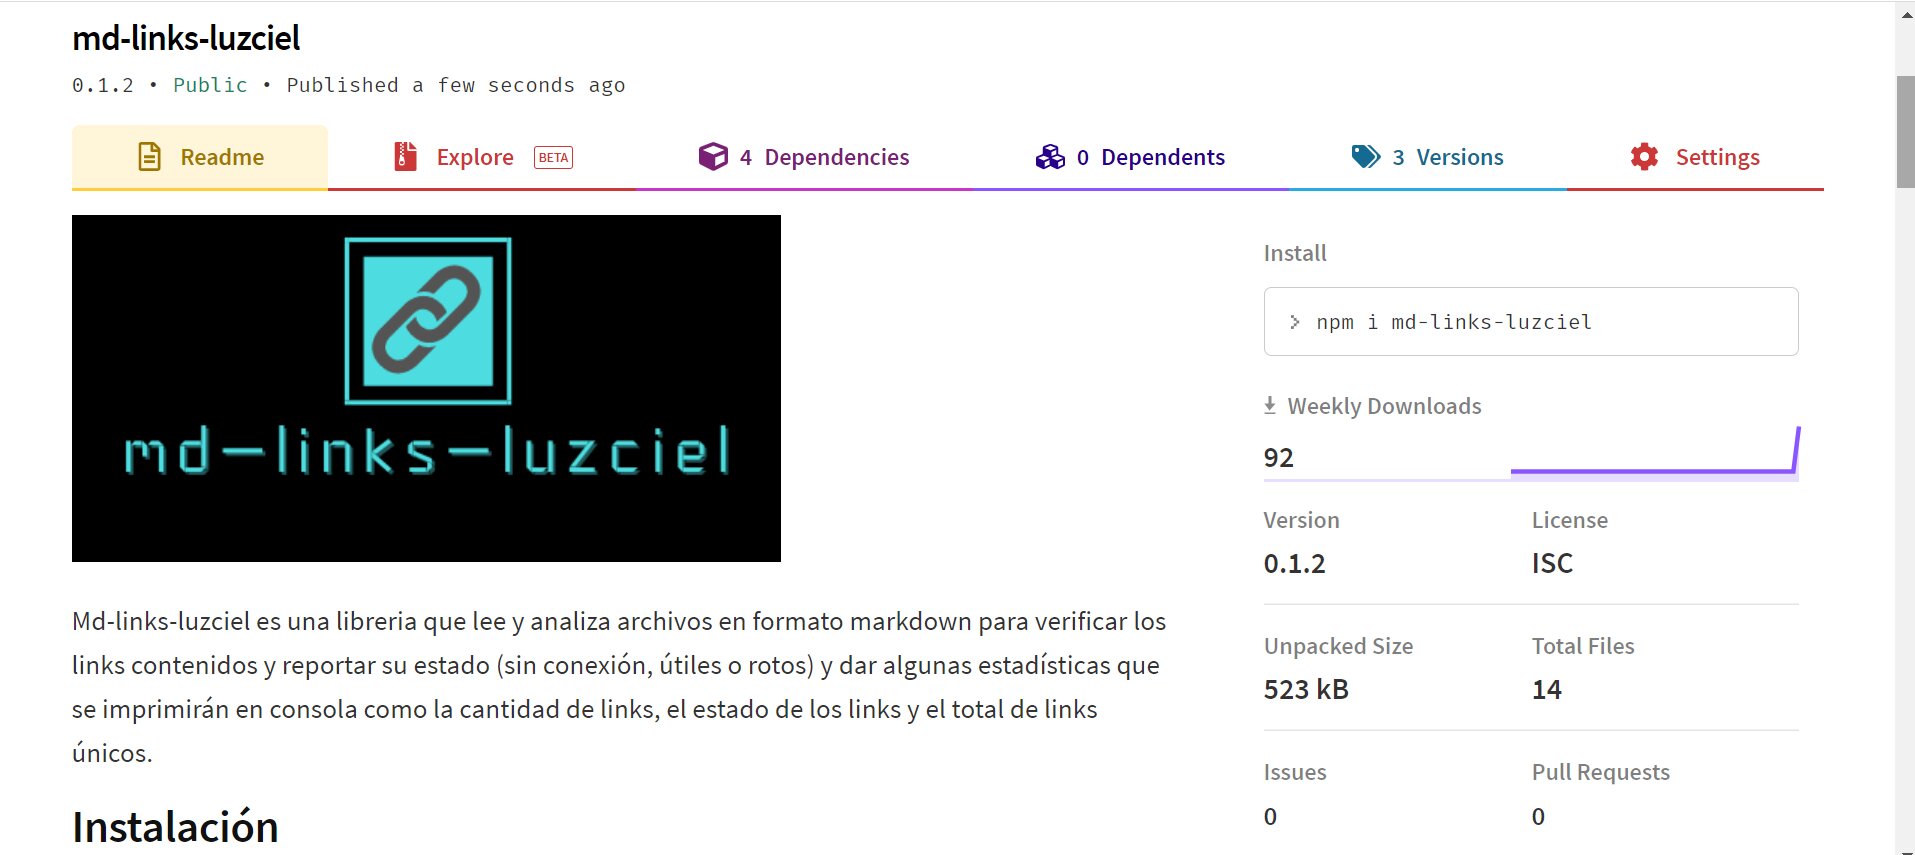 md-links-luzciel
0.1.2 • Public • Published a few seconds ago
Readme
Explore BETA
4 Dependencies
0 Dependents
3 Versions
Settings
md-links-luzciel
Md-links-luzciel es una libreria que lee y analiza archivos en formato markdown para verificar los
links contenidos y reportar su estado (sin conexión, útiles o rotos) y dar algunas estadísticas que
se imprimirán en consola como la cantidad de links, el estado de los links y el total de links
únicos.
Instalación
Install
> npm i md-links-luzciel
Weekly Downloads
92
Version
0.1.2
License
ISC
Unpacked Size
523 kB
Total Files
14
Issues
0
Pull Requests
0